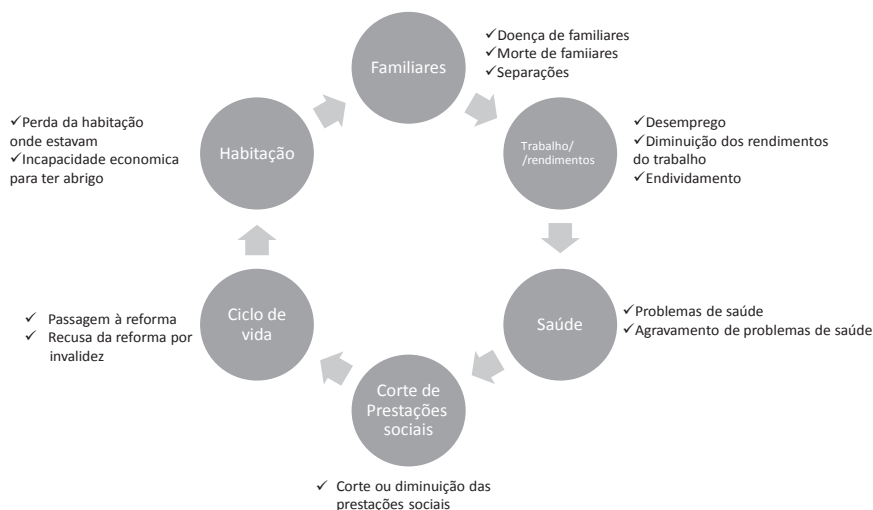 Familiares
✓Doença de familiares
✓Morte de famiiares
✓Separações
Trabalho/
/rendimentos
✓Desemprego
✓Diminuição dos rendimentos
do trabalho
✓Endividamento
Saúde
✓Problemas de saúde
✓Agravamento de problemas de saúde
Corte de
Prestações
sociais
✓ Corte ou diminuição das
prestações sociais
Ciclo de
vida
✓ Passagem à reforma
✓ Recusa da reforma por
invalidez
Habitação
✓Perda da habitação
onde estavam
✓Incapacidade economica
para ter abrigo